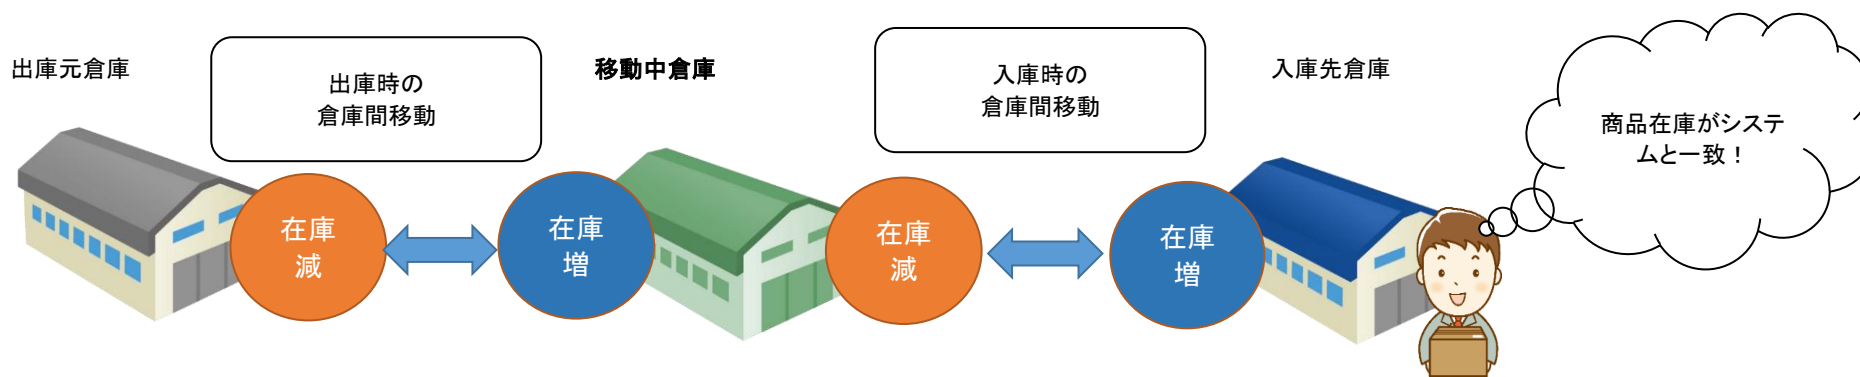 出庫元倉庫
出庫時の
倉庫間移動
移動中倉庫
入庫時の
倉庫間移動
入庫先倉庫
商品在庫がシステ
ムと一致！
在庫
減
在庫
増
在庫
減
在庫
増